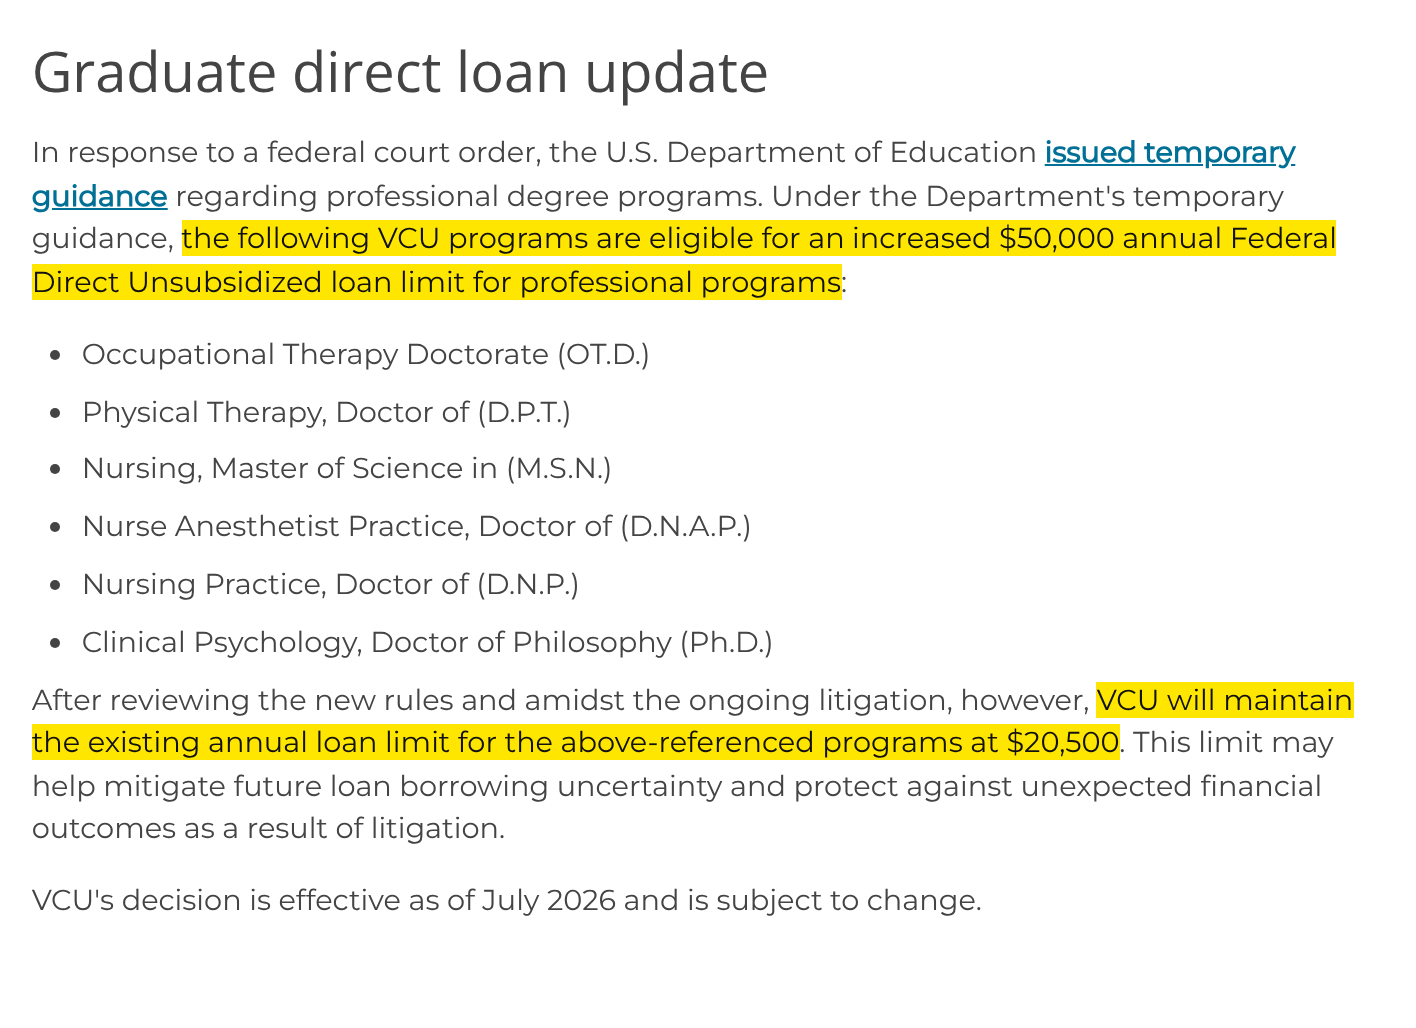 Graduate direct loan update
In response to a federal court order, the U.S. Department of Education issued temporary
guidance regarding professional degree programs. Under the Department's temporary
guidance, the following VCU programs are eligible for an increased $50,000 annual Federal
Direct Unsubsidized loan limit for professional programs:
• Occupational Therapy Doctorate (OT.D.)
• Physical Therapy, Doctor of (D.P.T.)
• Nursing, Master of Science in (M.S.N.)
• Nurse Anesthetist Practice, Doctor of (D.N.A.P.)
• Nursing Practice, Doctor of (D.N.P.)
• Clinical Psychology, Doctor of Philosophy (Ph.D.)
After reviewing the new rules and amidst the ongoing litigation, however, VCU will maintain
the existing annual loan limit for the above-referenced programs at $20,500. This limit may
help mitigate future loan borrowing uncertainty and protect against unexpected financial
outcomes as a result of litigation.
VCU's decision is effective as of July 2026 and is subject to change.